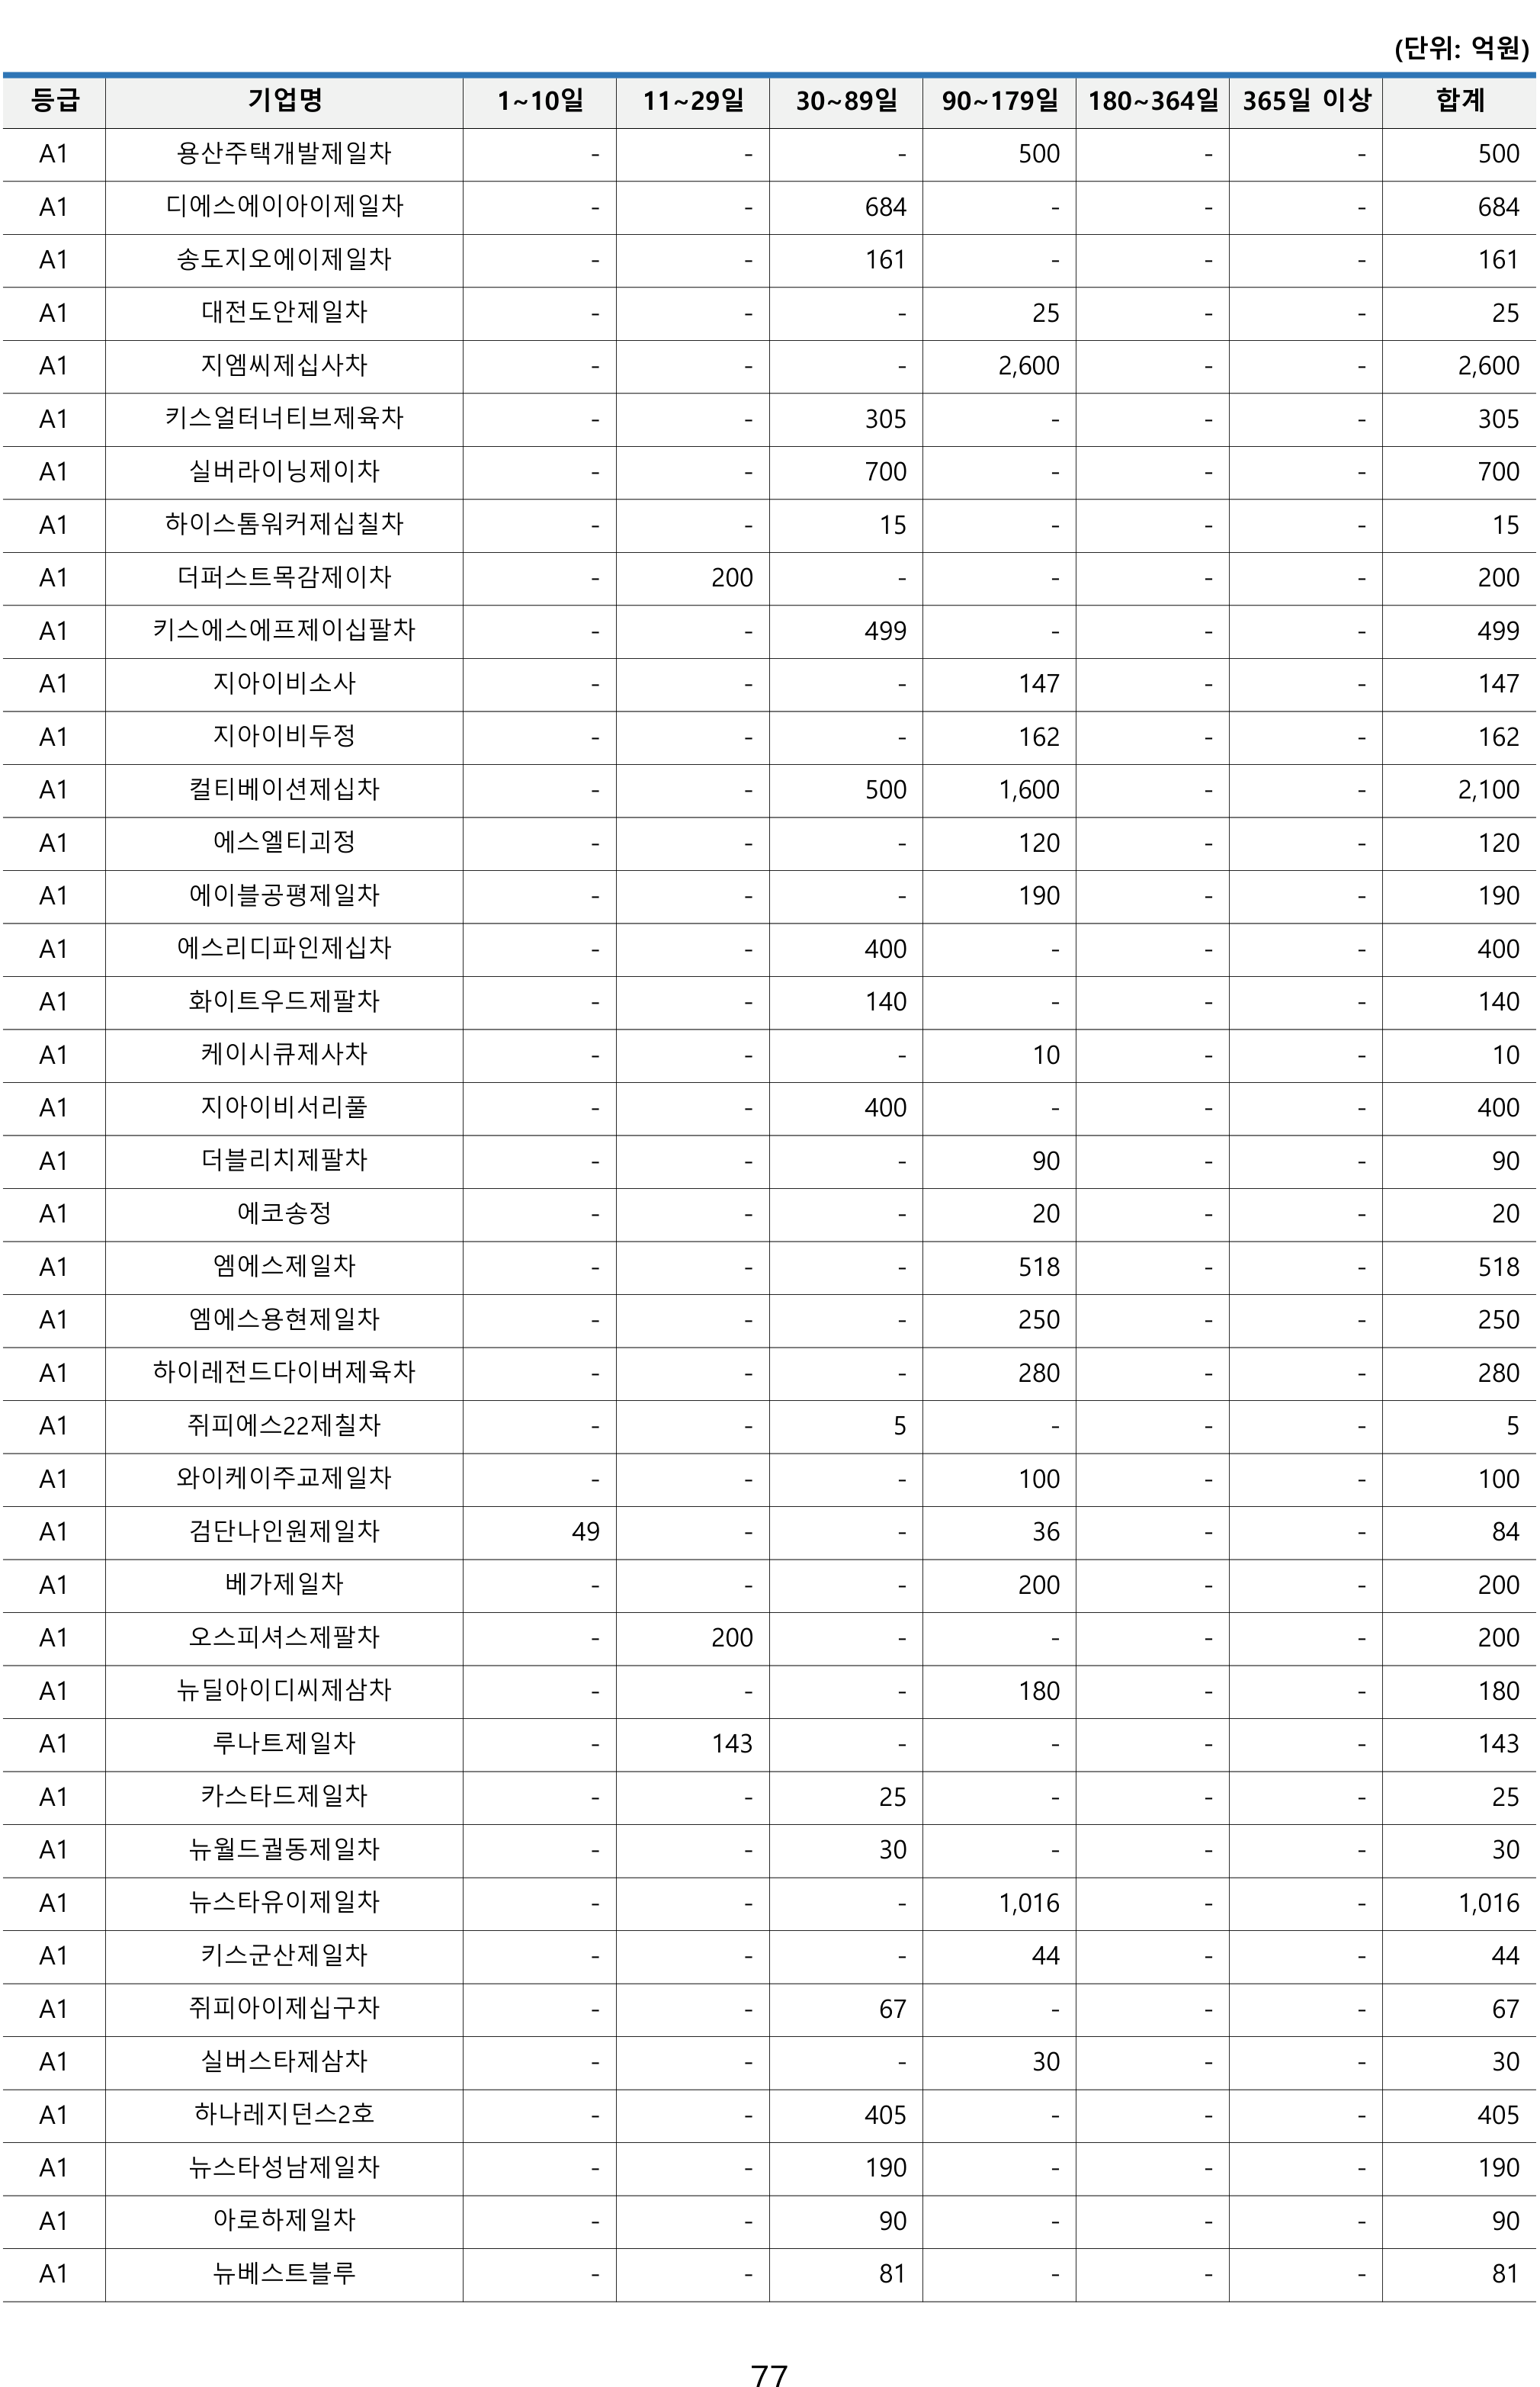 (단위: 억원)
등급 기업명 1~10일 11~29일 30~89일 90~179일 180~364일 365일 이상 합계
A1 용산주택개발제일차 - - - 500 - - 500
A1 디에스에이아이제일차 - - 684 - - - 684
A1 송도지오에이제일차 - - 161 - - - 161
A1 대전도안제일차 - - - 25 - - 25
A1 지엠씨제십사차 - - - 2,600 - - 2,600
A1 키스얼터너티브제육차 - - 305 - - - 305
A1 실버라이닝제이차 - - 700 - - - 700
A1 하이스톰워커제십칠차 - - 15 - - - 15
A1 더퍼스트목감제이차 - 200 - - - - 200
A1 키스에스에프제이십팔차 - - 499 - - - 499
A1 지아이비소사 - - - 147 - - 147
A1 지아이비두정 - - - 162 - - 162
A1 컬티베이션제십차 - - 500 1,600 - - 2,100
A1 에스엘티괴정 - - - 120 - - 120
A1 에이블공평제일차 - - - 190 - - 190
A1 에스리디파인제십차 - - 400 - - - 400
A1 화이트우드제팔차 - - 140 - - - 140
A1 케이시큐제사차 - - - 10 - - 10
A1 지아이비서리풀 - - 400 - - - 400
A1 더블리치제팔차 - - - 90 - - 90
A1 에코송정 - - - 20 - - 20
A1 엠에스제일차 - - - 518 - - 518
A1 엠에스용현제일차 - - - 250 - - 250
A1 하이레전드다이버제육차 - - - 280 - - 280
A1 쥐피에스22제칠차 - - 5 - - - 5
A1 와이케이주교제일차 - - - 100 - - 100
A1 검단나인원제일차 49 - - 36 - - 84
A1 베가제일차 - - - 200 - - 200
A1 오스피셔스제팔차 - 200 - - - - 200
A1 뉴딜아이디씨제삼차 - - - 180 - - 180
A1 루나트제일차 - 143 - - - - 143
A1 카스타드제일차 - - 25 - - - 25
A1 뉴월드궐동제일차 - - 30 - - - 30
A1 뉴스타유이제일차 - - - 1,016 - - 1,016
A1 키스군산제일차 - - - 44 - - 44
A1 쥐피아이제십구차 - - 67 - - - 67
A1 실버스타제삼차 - - - 30 - - 30
A1 하나레지던스2호 - - 405 - - - 405
A1 뉴스타성남제일차 - - 190 - - - 190
A1 아로하제일차 - - 90 - - - 90
A1 뉴베스트블루 - - 81 - - - 81
77